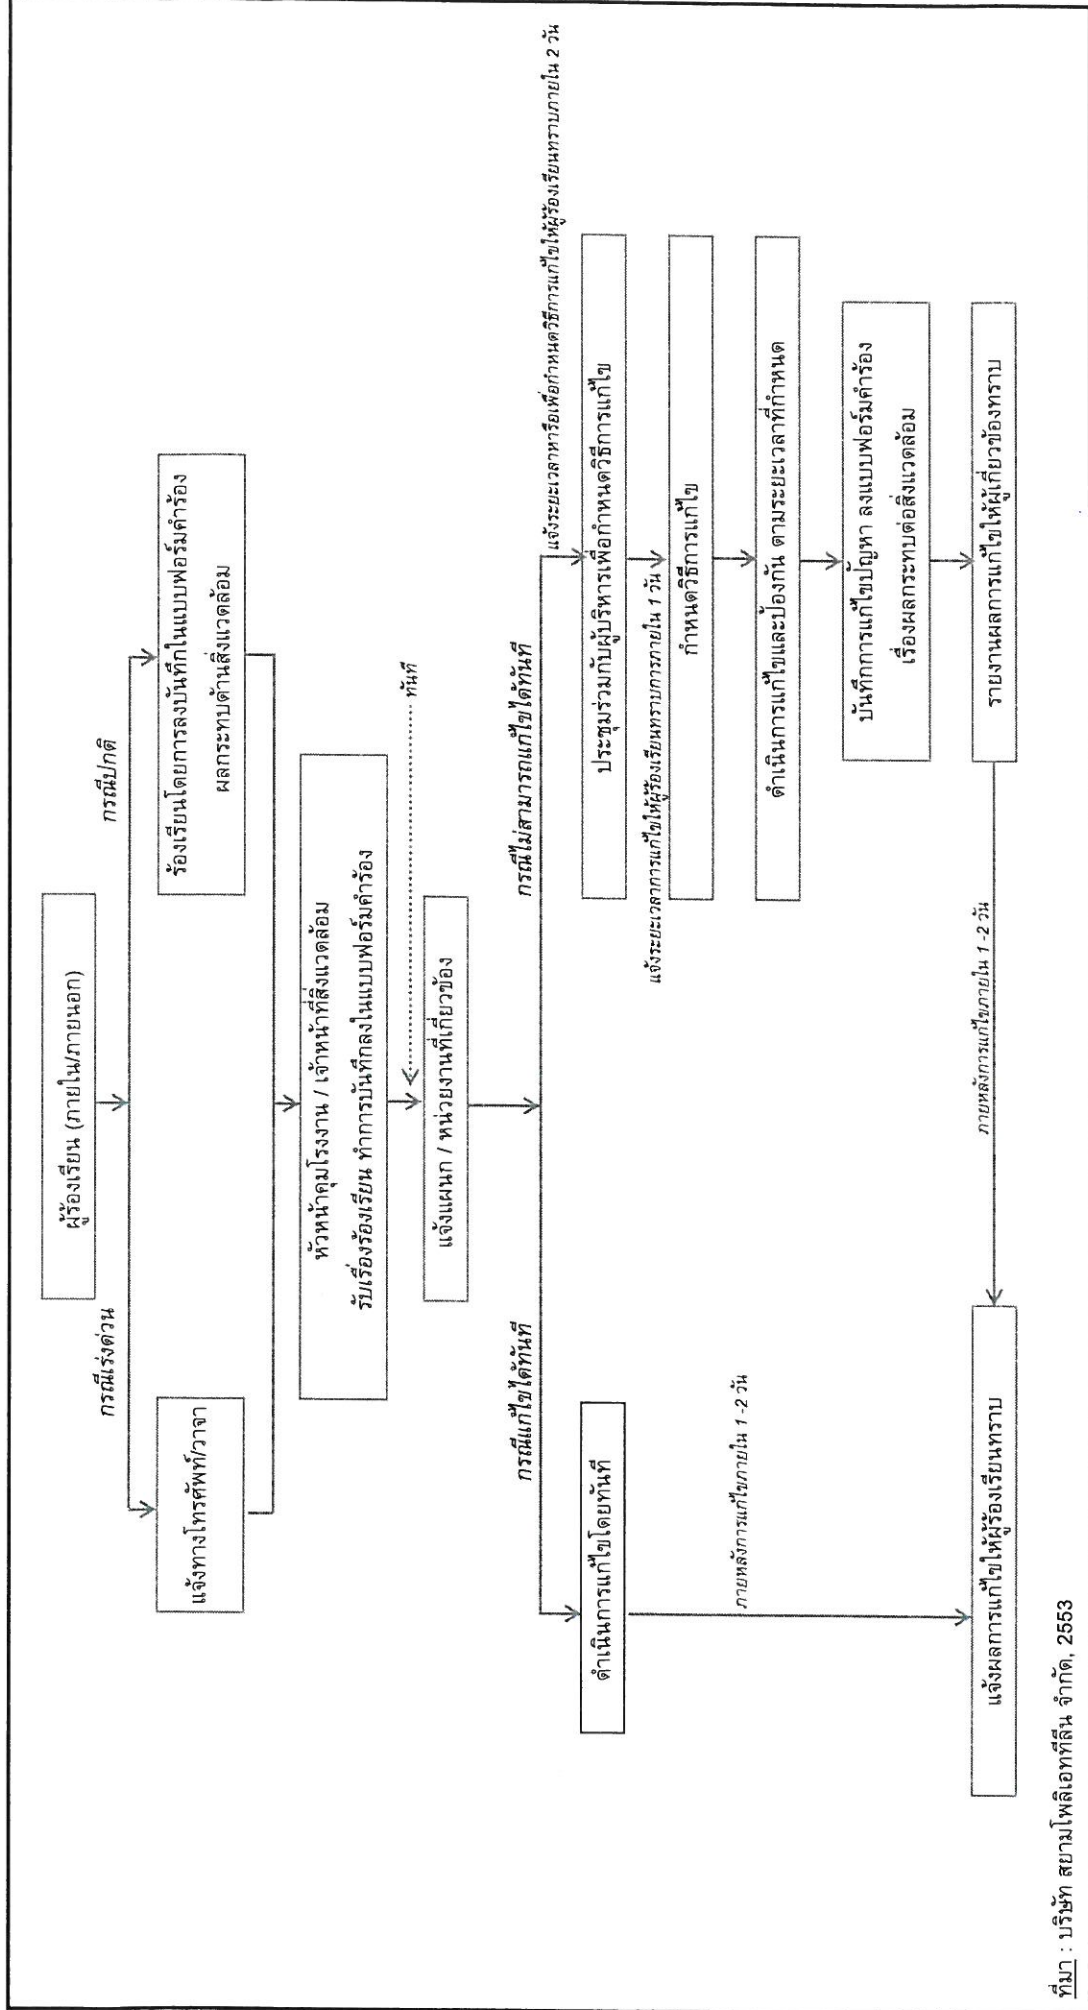 ผู้ร้องเรียน (ภายใน/ภายนอก)
กรณีเร่งด่วน
กรณีปกติ
แจ้งทางโทรศัพท์/วาจา
ร้องเรียนโดยการลงบันทึกในแบบฟอร์มคำร้อง
ผลกระทบด้านสิ่งแวดล้อม
หัวหน้าคุมโรงงาน / เจ้าหน้าที่สิ่งแวดล้อม
รับเรื่องร้องเรียน ทำการบันทึกลงในแบบฟอร์มคำร้อง
ทันที
แจ้งแผนก / หน่วยงานที่เกี่ยวข้อง
กรณีแก้ไขได้ทันที
กรณีไม่สามารถแก้ไขได้ทันที
แจ้งระยะเวลาหารือเพื่อกำหนดวิธีการแก้ไขให้ผู้ร้องเรียนทราบภายใน 2 วัน
ดำเนินการแก้ไขโดยทันที
ประชุมร่วมกับผู้บริหารเพื่อกำหนดวิธีการแก้ไข
แจ้งระยะเวลาการแก้ไขให้ผู้ร้องเรียนทราบการภายใน 1 วัน
กำหนดวิธีการแก้ไข
ภายหลังการแก้ไขภายใน 1 -2 วัน
ดำเนินการแก้ไขและป้องกัน ตามระยะเวลาที่กำหนด
บันทึกการแก้ไขปัญหา ลงแบบฟอร์มคำร้อง
เรื่องผลกระทบต่อสิ่งแวดล้อม
แจ้งผลการแก้ไขให้ผู้ร้องเรียนทราบ
ภายหลังการแก้ไขภายใน 1 -2 วัน
รายงานผลการแก้ไขให้ผู้เกี่ยวข้องทราบ
ที่มา : บริษัท สยามโพลิเอททีลีน จำกัด, 2553